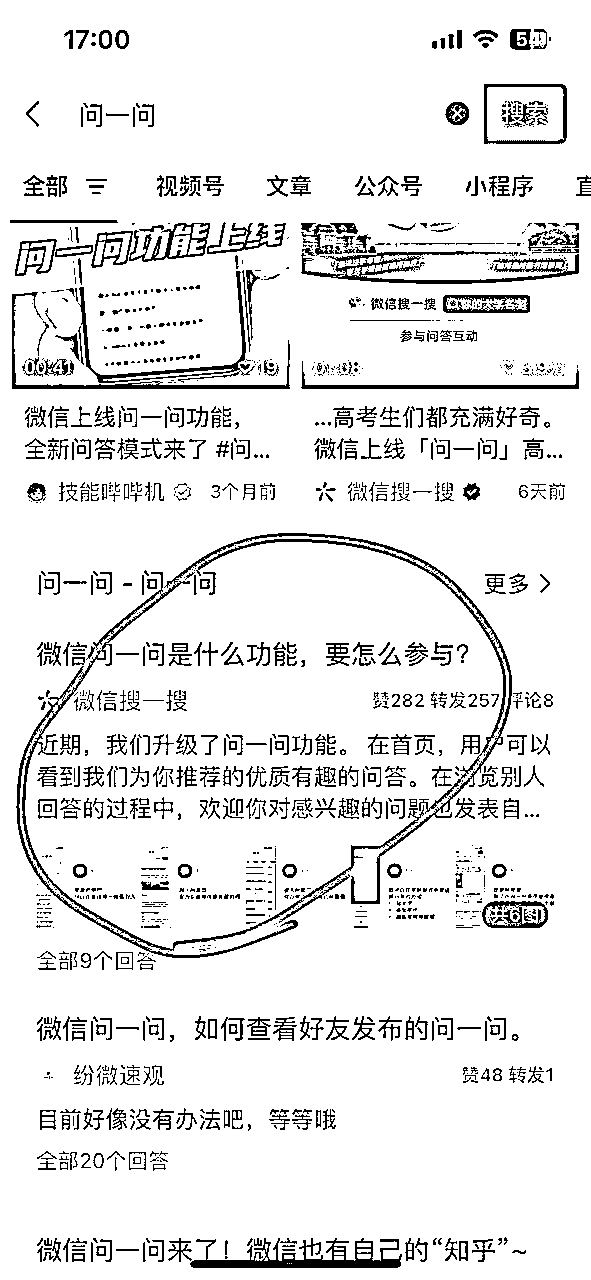 17:00
问一问
搜索
全部 视频号 文章 公众号 小程序 直
问一问功能上线
微信搜一搜
参与问答互动
00:41 19
微信上线问一问功能，
全新问答模式来了 #问...
技能哔哔机 3个月前
...高考生们都充满好奇。
微信上线「问一问」高...
微信搜一搜 6天前
问一问 - 问一问 更多
微信问一问是什么功能，要怎么参与？
微信搜一搜 赞282 转发257 评论8
近期，我们升级了问一问功能。 在首页，用户可以
看到我们为你推荐的优质有趣的问答。在浏览别人
回答的过程中，欢迎你对感兴趣的问题也发表自...
共6图
全部9个回答
微信问一问，如何查看好友发布的问一问。
纷微速观 赞48 转发1
目前好像没有办法吧，等等哦
全部20个回答
微信问一问来了！微信也有自己的“知乎”~